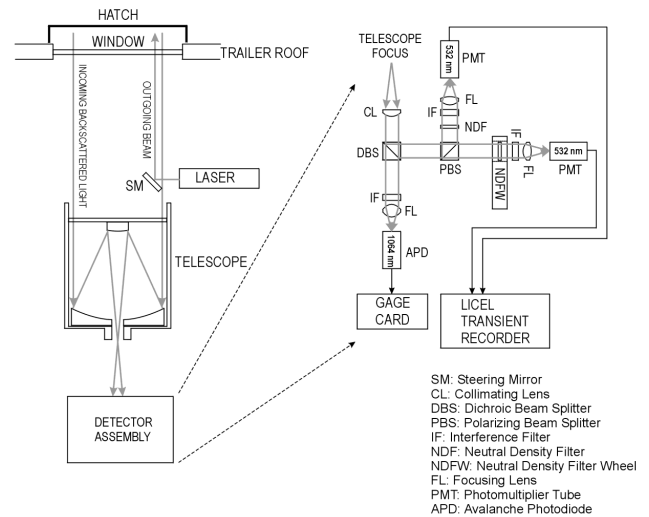 HATCH
WINDOW
TRAILER ROOF
INCOMING BACKSCATTERED LIGHT
OUTGOING BEAM
SM
LASER
TELESCOPE
DETECTOR
ASSEMBLY
TELESCOPE
FOCUS
532 nm
PMT
FL
CL
IF
NDF
DBS
PBS
NDFW
IF
FL
532 nm
PMT
IF
FL
1064 nm
APD
GAGE
CARD
LICEL
TRANSIENT
RECORDER
SM: Steering Mirror
CL: Collimating Lens
DBS: Dichroic Beam Splitter
PBS: Polarizing Beam Splitter
IF: Interference Filter
NDF: Neutral Density Filter
NDFW: Neutral Density Filter Wheel
FL: Focusing Lens
PMT: Photomultiplier Tube
APD: Avalanche Photodiode